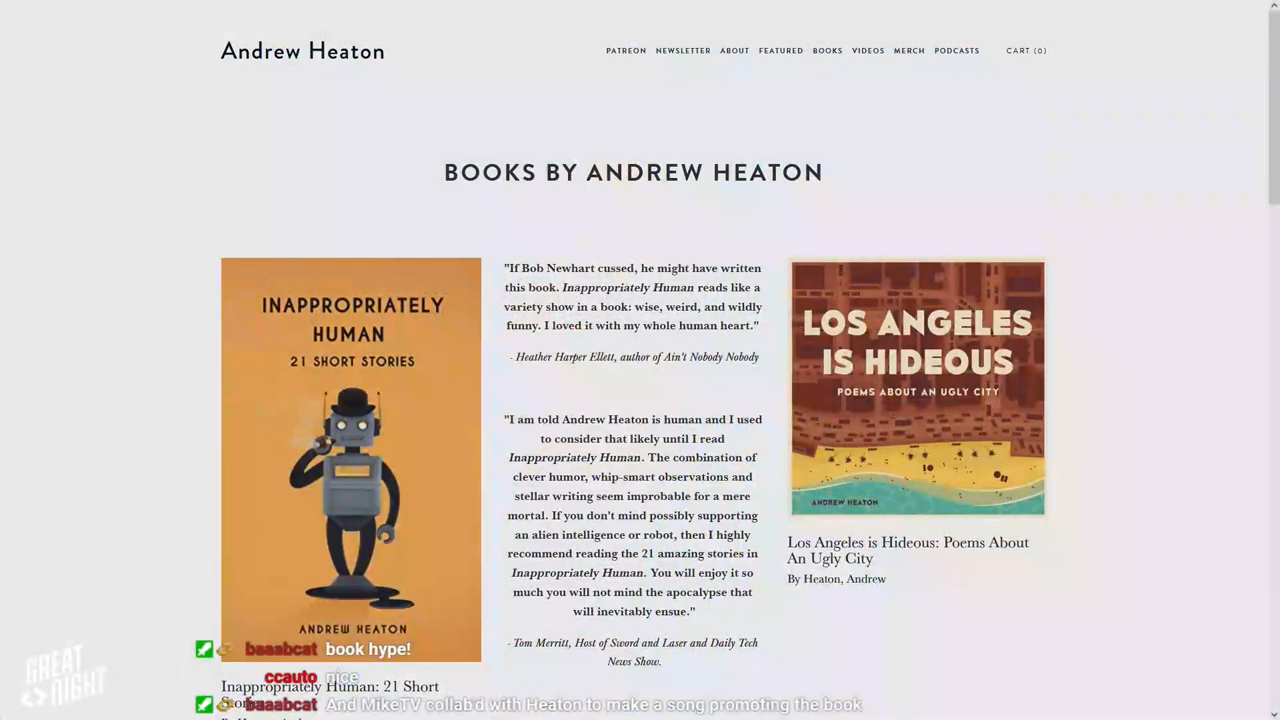 Andrew Heaton
PATREON NEWSLETTER ABOUT FEATURED BOOKS VIDEOS MERCH PODCASTS CART (0)
BOOKS BY ANDREW HEATON
INAPPROPRIATELY
HUMAN
21 SHORT STORIES
ANDREW HEATON
"If Bob Newhart cussed, he might have written
this book. Inappropriately Human reads like a
variety show in a book: wise, weird, and wildly
funny. I loved it with my whole human heart."
- Heather Harper Ellett, author of Ain't Nobody Nobody
"I am told Andrew Heaton is human and I used
to consider that likely until I read
Inappropriately Human. The combination of
clever humor, whip-smart observations and
stellar writing seem improbable for a mere
mortal. If you don't mind possibly supporting
an alien intelligence or robot, then I highly
recommend reading the 21 amazing stories in
Inappropriately Human. You will enjoy it so
much you will not mind the apocalypse that
will inevitably ensue."
- Tom Merritt, Host of Sword and Laser and Daily Tech
News Show.
LOS ANGELES
IS HIDEOUS
POEMS ABOUT AN UGLY CITY
ANDREW HEATON
Los Angeles is Hideous: Poems About
An Ugly City
By Heaton, Andrew
Inappropriately Human: 21 Short
baaabcat book hype!
ccauto nice
baaabcat And MikeTV collab'd with Heaton to make a song promoting the book
GREAT
NIGHT